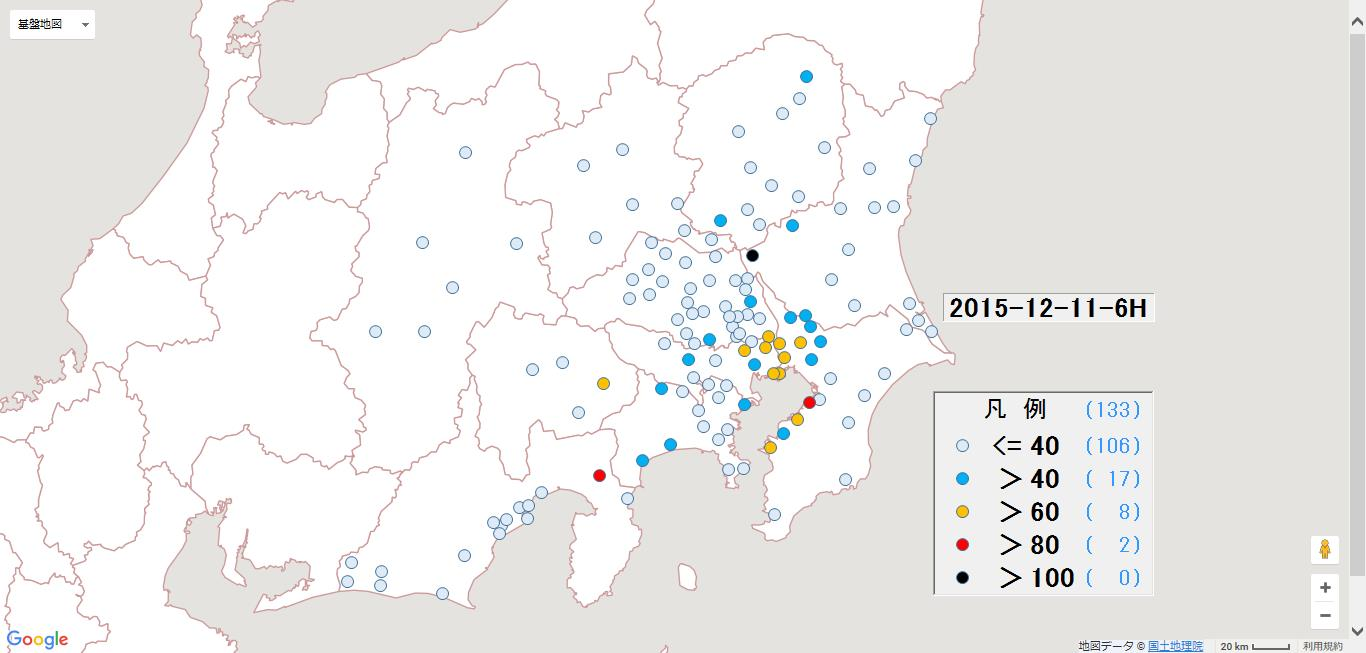 基盤地図
2015-12-11-6H
凡 例 (133)
<= 40 (106)
> 40 ( 17)
> 60 ( 8)
> 80 ( 2)
> 100 ( 0)
+
−
Google
地図データ © 国土地理院 20 km 利用規約